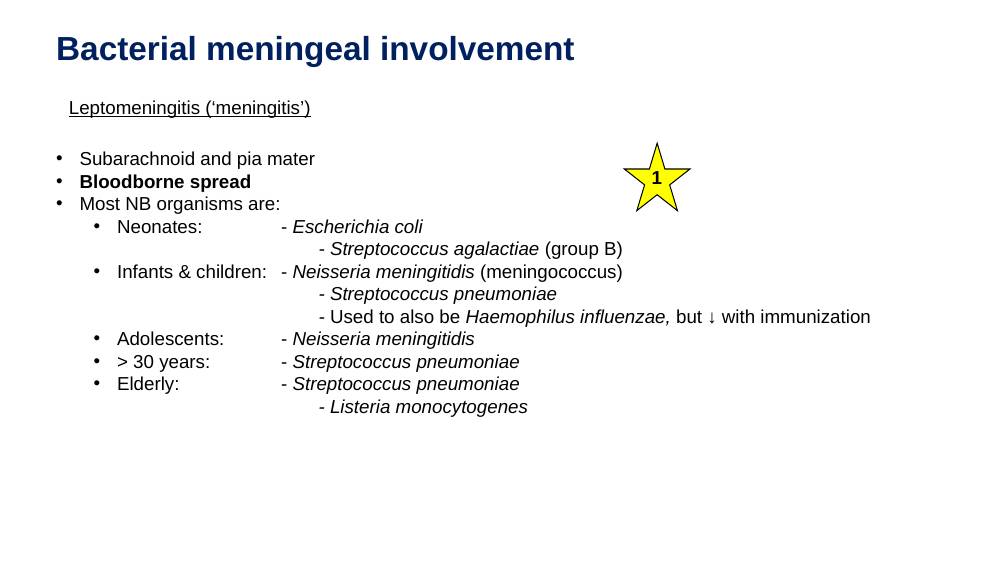 Bacterial meningeal involvement
Leptomeningitis (‘meningitis’)
• Subarachnoid and pia mater
• Bloodborne spread
1
• Most NB organisms are:
• Neonates: - Escherichia coli
- Streptococcus agalactiae (group B)
• Infants & children: - Neisseria meningitidis (meningococcus)
- Streptococcus pneumoniae
- Used to also be Haemophilus influenzae, but ↓ with immunization
• Adolescents: - Neisseria meningitidis
• > 30 years: - Streptococcus pneumoniae
• Elderly: - Streptococcus pneumoniae
- Listeria monocytogenes